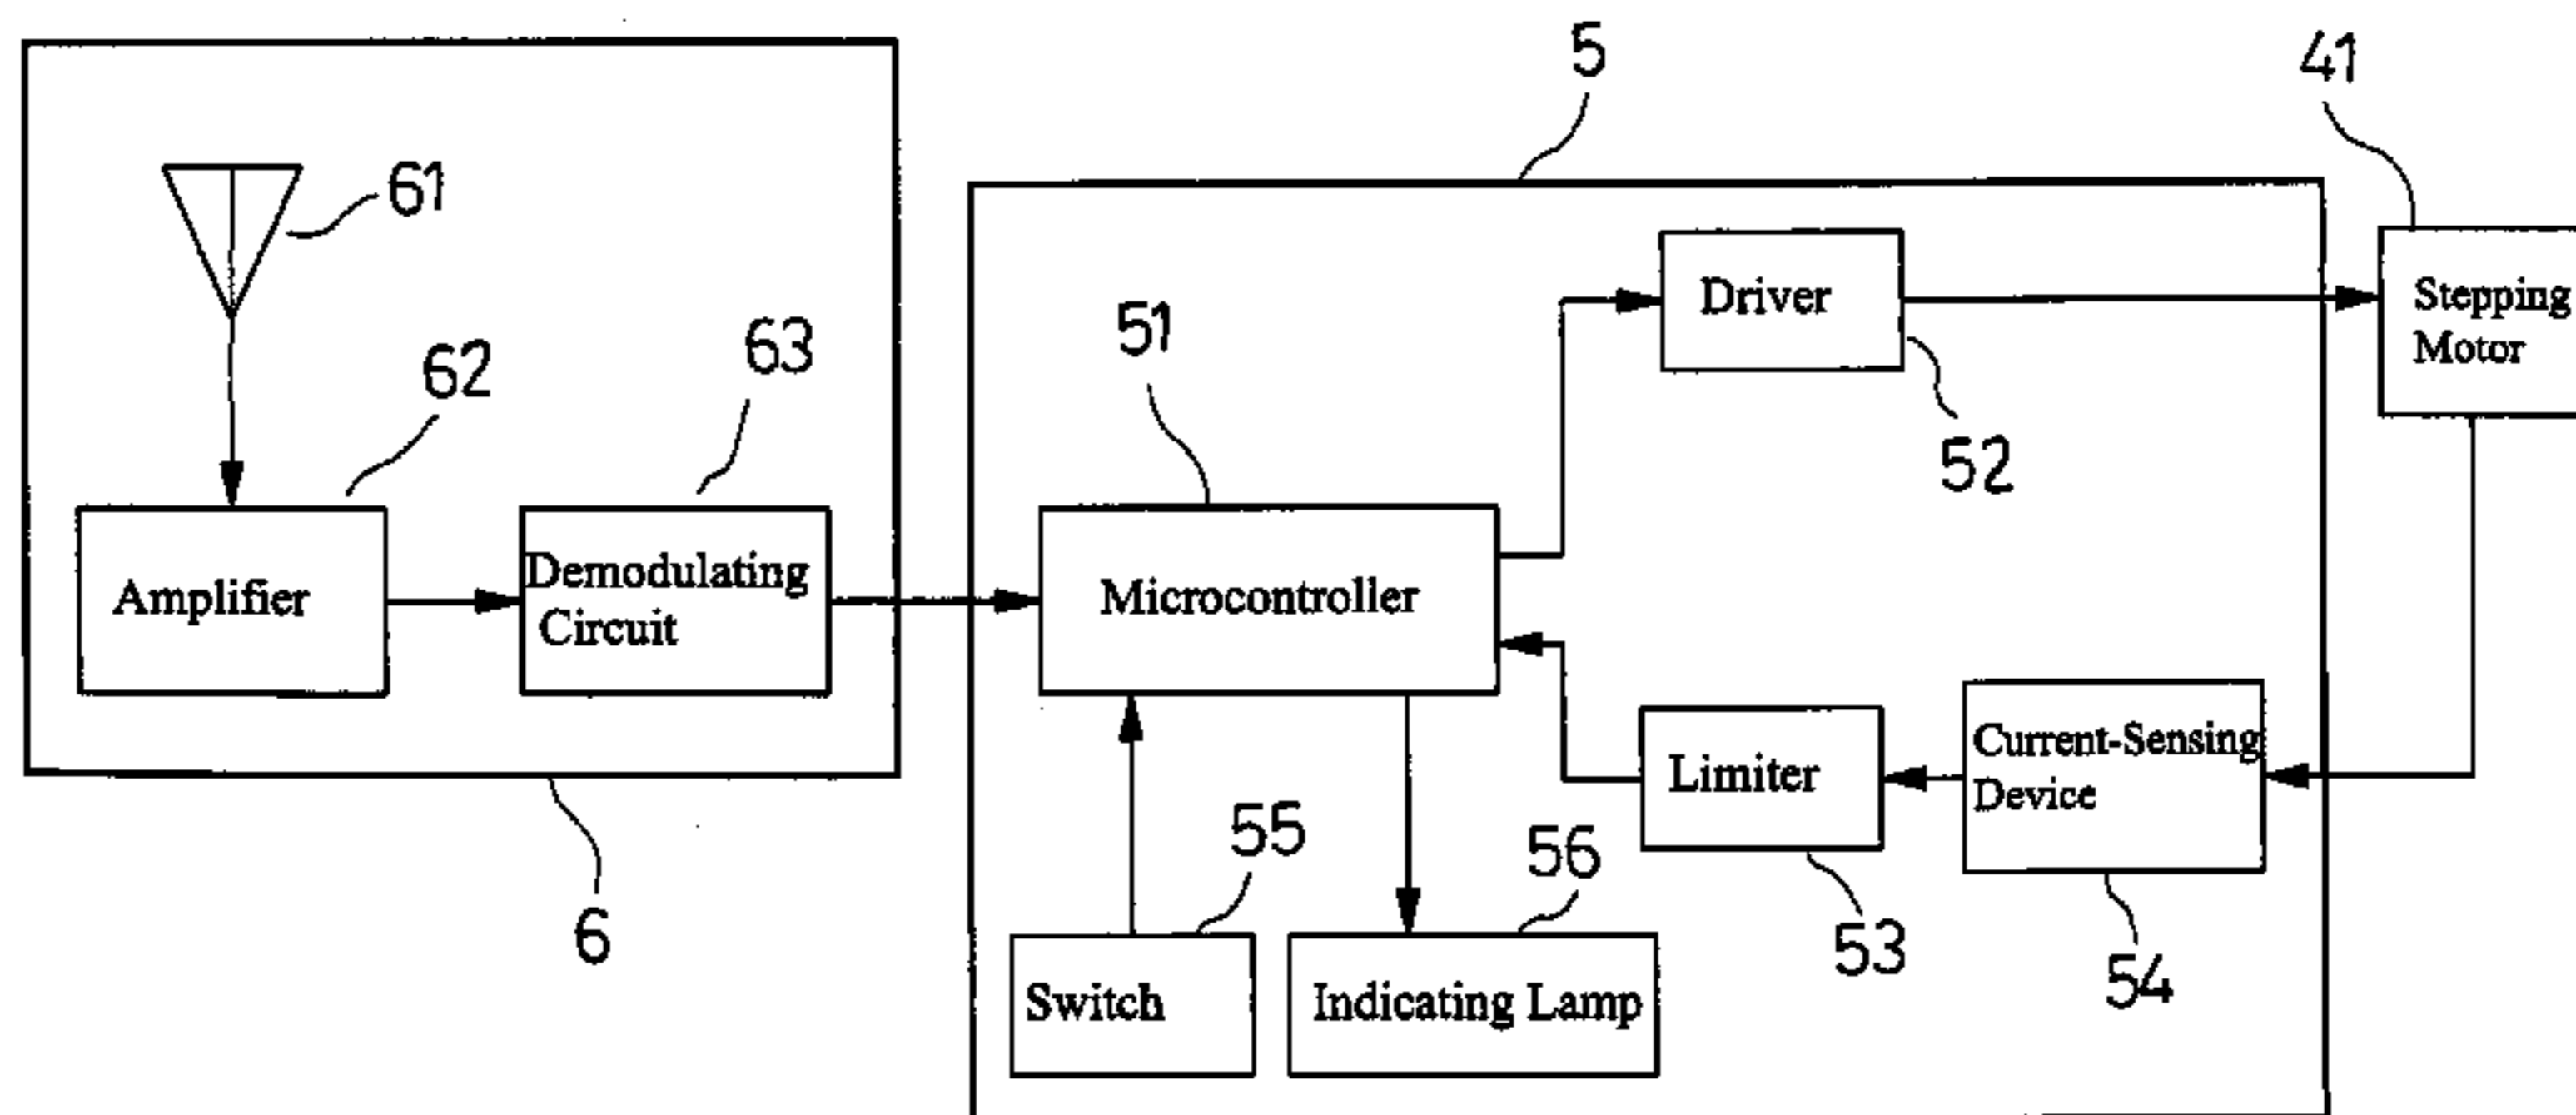 5
41
61
51
63
62
Driver
Stepping
Motor
52
Amplifier
Demodulating
Circuit
Microcontroller
Limiter
Current-Sensing
Device
55
56
6
53
54
Switch
Indicating Lamp